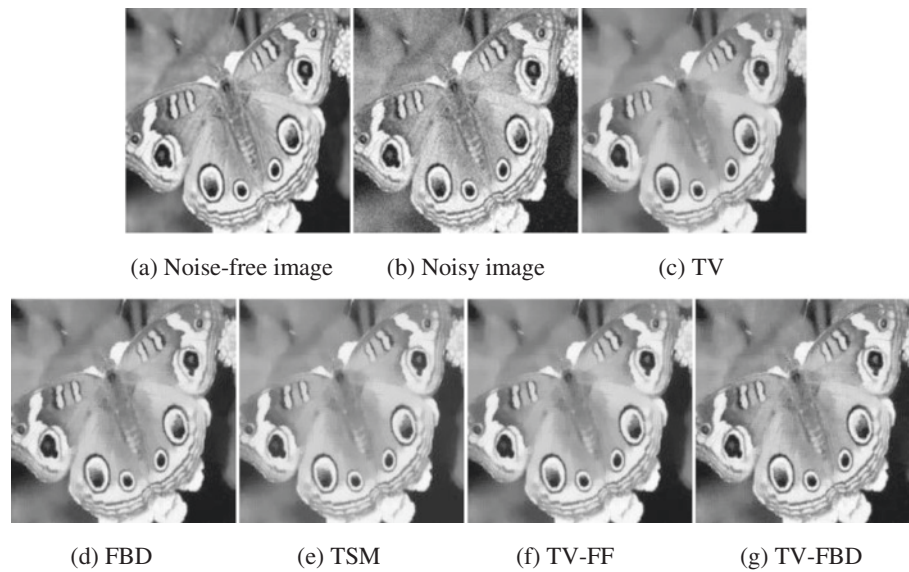 (a) Noise-free image (b) Noisy image (c) TV
(d) FBD (e) TSM (f) TV-FF (g) TV-FBD